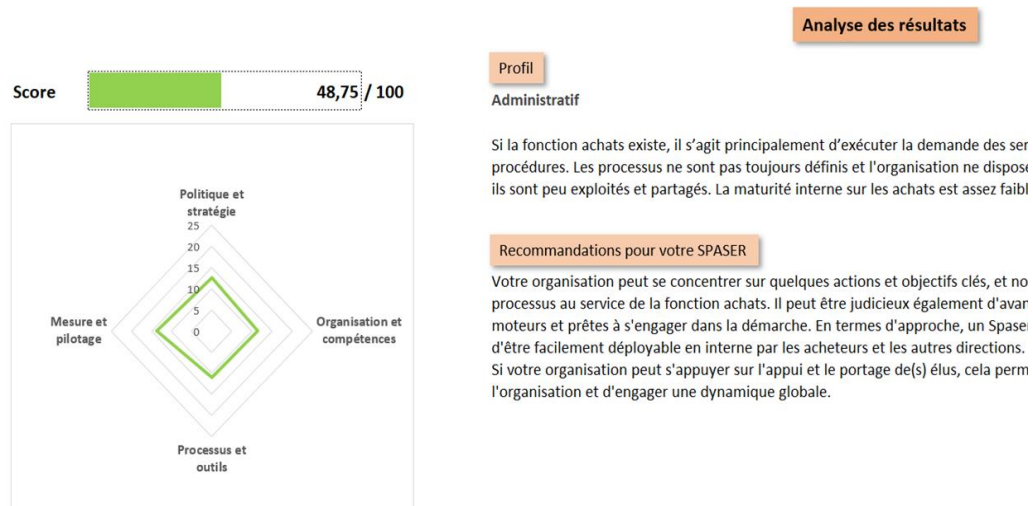 Analyse des résultats
Score
48,75 / 100
Politique et
stratégie
25
20
15
10
5
0
Mesure et
pilotage
Organisation et
compétences
Processus et
outils
Profil
Administratif
Si la fonction achats existe, il s’agit principalement d’exécuter la demande des
procédures. Les processus ne sont pas toujours définis et l'organisation ne
ils sont peu exploités et partagés. La maturité interne sur les achats est assez
Recommandations pour votre SPASER
Votre organisation peut se concentrer sur quelques actions et objectifs clés, et
processus au service de la fonction achats. Il peut être judicieux également
moteurs et prêtes à s'engager dans la démarche. En termes d'approche, un Spaser
d'être facilement déployable en interne par les acheteurs et les autres directions.
Si votre organisation peut s'appuyer sur l'appui et le portage de(s) élus, cela
l'organisation et d'engager une dynamique globale.